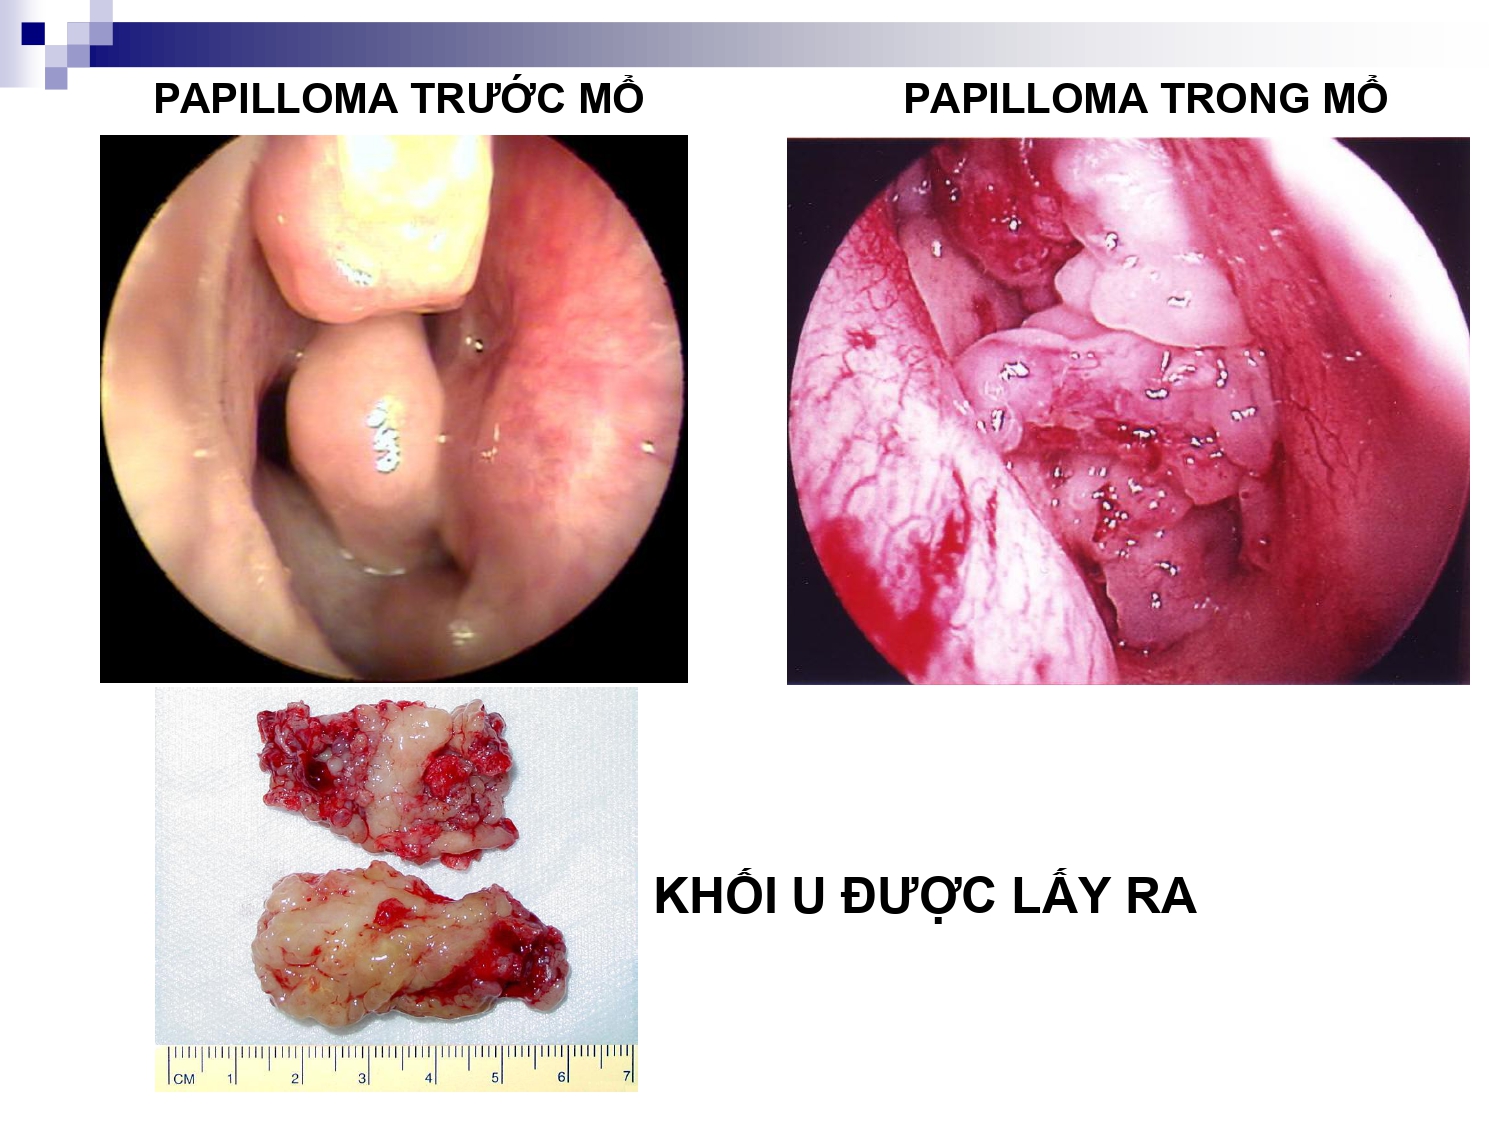 PAPILLOMA TRƯỚC MỔ
PAPILLOMA TRONG MỔ
KHỐI U ĐƯỢC LẤY RA
CM 1 2 3 4 5 6 7